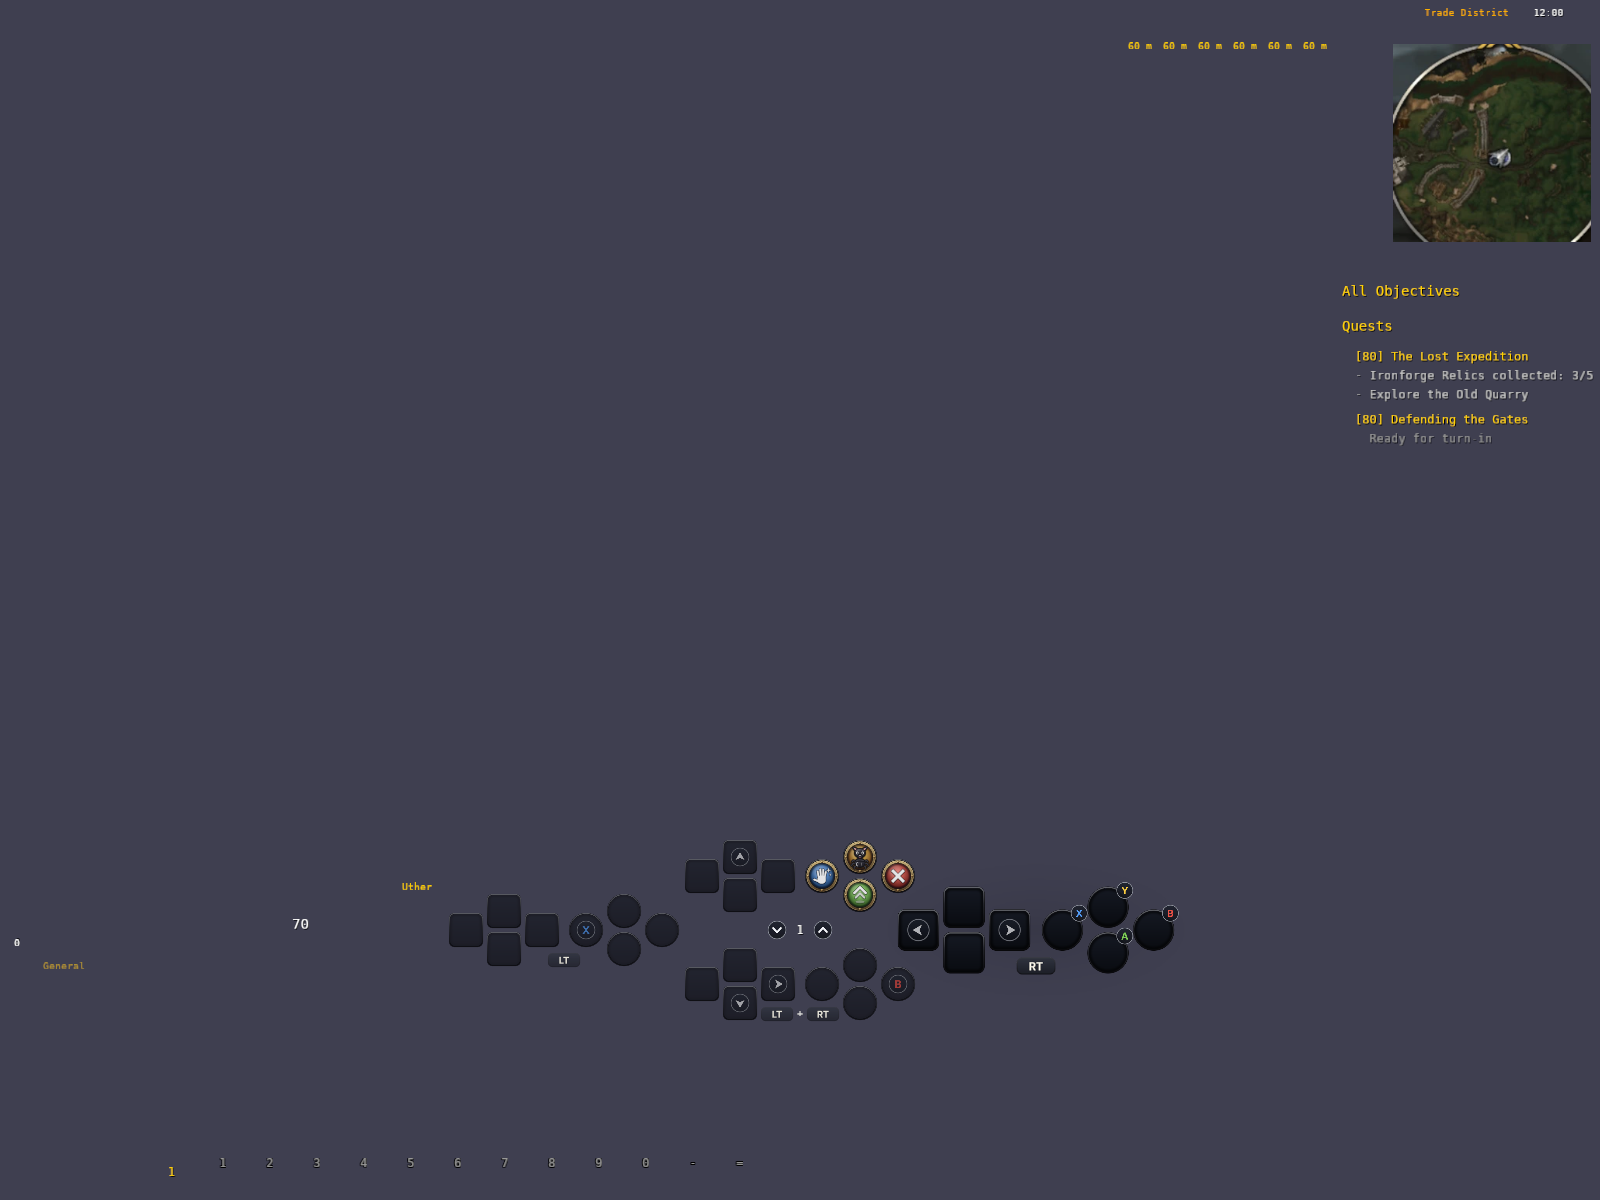 Trade District 12:00
60 m 60 m 60 m 60 m 60 m 60 m
All Objectives
Quests
[80] The Lost Expedition
- Ironforge Relics collected: 3/5
- Explore the Old Quarry
[80] Defending the Gates
Ready for turn-in
Uther
70
0
General
X
LT
1
LT + RT
B
X
Y
B
A
RT
1
1 2 3 4 5 6 7 8 9 0 - =